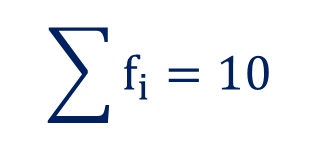 ∑ fᵢ = 10